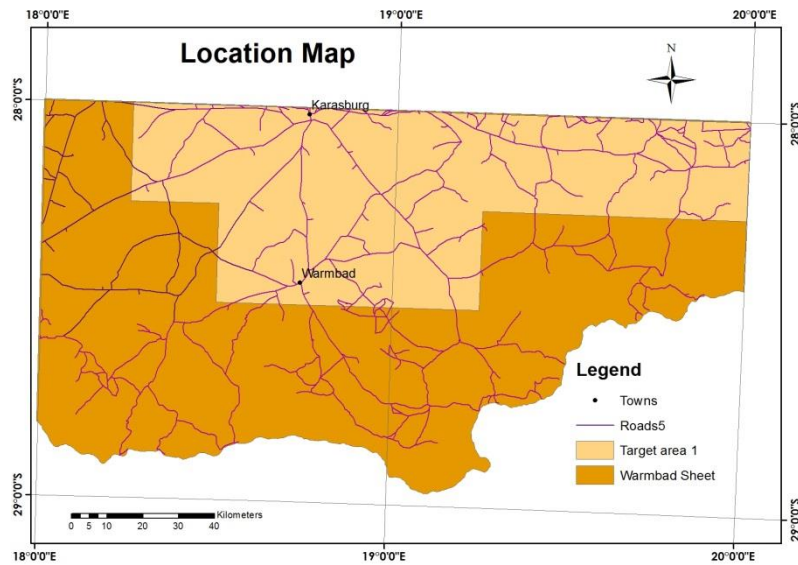 18°0'0"E
19°0'0"E
20°0'0"E
Location Map
N
28°0'0"S
Karasburg
28°0'0"S
Warmbad
Legend
Towns
Roads5
Target area 1
Warmbad Sheet
29°0'0"S
Kilometers
0 5 10 20 30 40
29°0'0"S
18°0'0"E
19°0'0"E
20°0'0"E